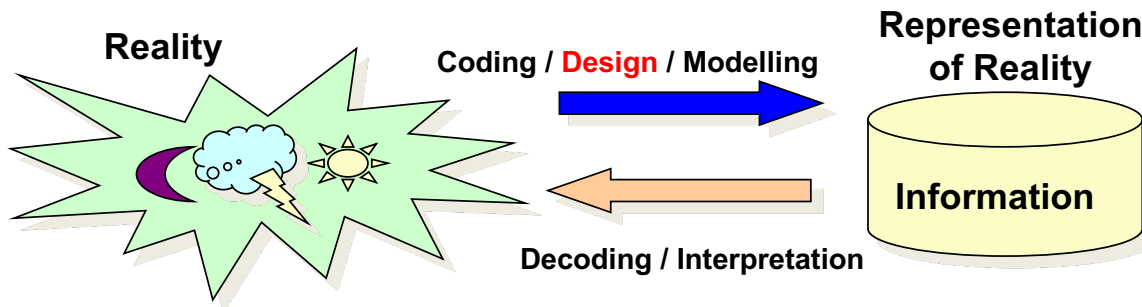 Reality
Coding / Design / Modelling
Representation
of Reality
Information
Decoding / Interpretation